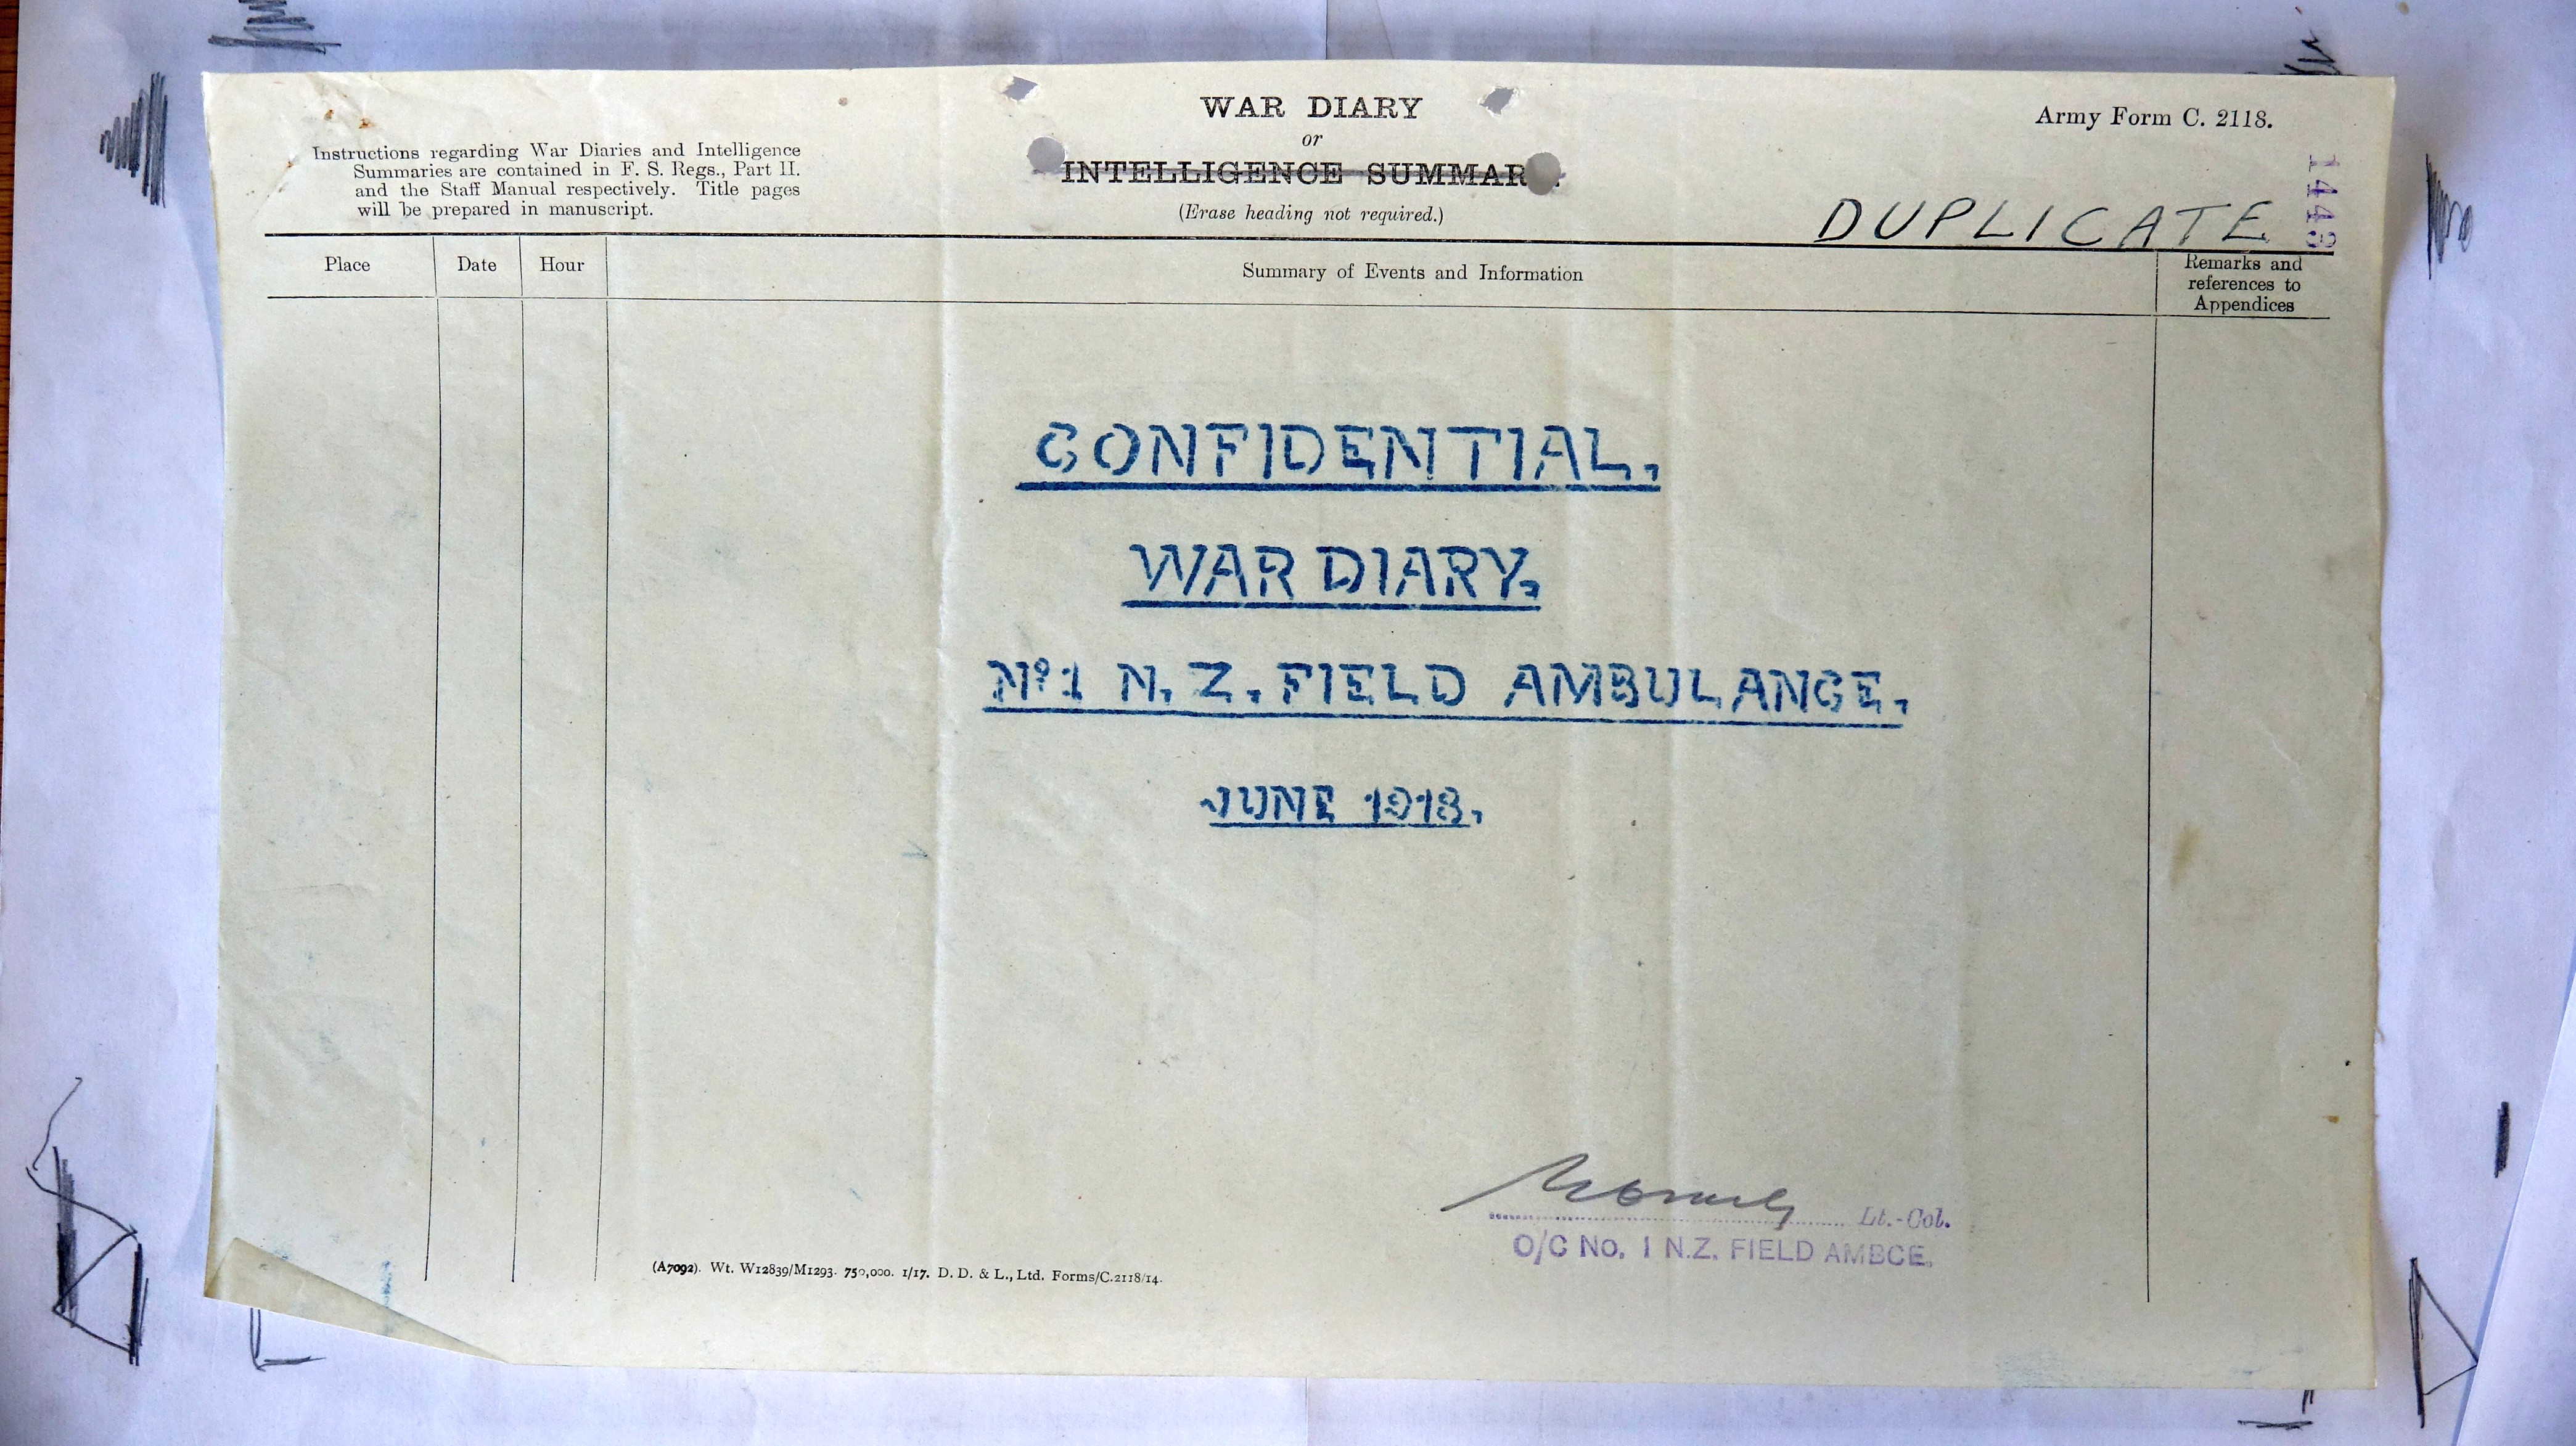 WAR DIARY
or
INTELLIGENCE SUMMAR
(Erase heading not required.)
Army Form C. 2118.
Instructions regarding War Diaries and Intelligence
Summaries are contained in F. S. Regs., Part II.
and the Staff Manual respectively. Title pages
will be prepared in manuscript.
DUPLICATE
1443
Place
Date
Hour
Summary of Events and Information
Remarks and
references to
Appendices
CONFIDENTIAL.
WAR DIARY.
Nº 1 N. Z. FIELD AMBULANCE.
JUNE 1918.
Lt.-Col.
O/C No. 1 N.Z. FIELD AMBCE.
(A7092). Wt. W12839/M1293. 750,000. 1/17. D. D. & L., Ltd. Forms/C.2118/14.